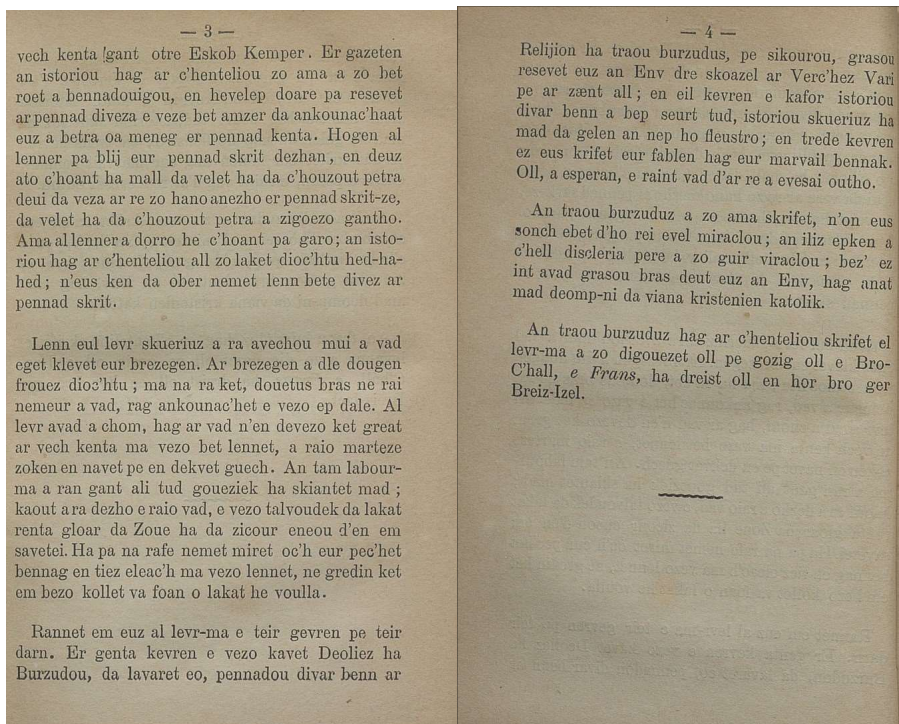 — 3 —
vech kenta gant otre Eskob Kemper. Er gazeten
an istoriou hag ar c'henteliou zo ama a zo bet
roet a bennadouigou, en hevelep doare pa resevet
ar pennad diveza e veze bet amzer da ankounac'haat
euz a betra oa meneg er pennad kenta. Hogen al
lenner pa blij eur pennad skrit dezhan, en deuz
ato c'hoant ha mall da velet ha da c'houzout petra
deui da veza ar re zo hano anezho er pennad skrit-ze,
da velet ha da c'houzout petra a zigoezo gantho.
Ama al lenner a dorro he c'hoant pa garo; an isto-
riou hag ar c'henteliou all zo laket dioc'htu hed-ha-
hed; n'eus ken da ober nemet lenn bete divez ar
pennad skrit.
Lenn eul levr skueriuz a ra avechou mui a vad
eget klevet eur brezegen. Ar brezegen a dle dougen
frouez dioc'htu; ma na ra ket, douetus bras ne rai
nemeur a vad, rag ankounac'het e vezo ep dale. Al
levr avad a chom, hag ar vad n'en devezo ket great
ar vech kenta ma vezo bet lennet, a raio marteze
zoken en navet pe en dekvet guech. An tam labour-
ma a ran gant ali tud goueziek ha skiantet mad;
kaout a ra dezho e raio vad, e vezo talvoudek da lakat
renta gloar da Zoue ha da zicour eneou d'en em
savetei. Ha pa na rafe nemet miret oc'h eur pec'het
bennag en tiez eleac'h ma vezo lennet, ne gredin ket
em bezo kollet va foan o lakat he voulla.
Rannet em euz al levr-ma e teir gevren pe teir
darn. Er genta kevren e vezo kavet Deoliez ha
Burzudou, da lavaret eo, pennadou divar benn ar
— 4 —
Relijion ha traou burzudus, pe sikourou, grasou
resevet euz an Env dre skoazel ar Verc'hez Vari
pe ar zænt all; en eil kevren e kafor istoriou
divar benn a bep seurt tud, istoriou skueriuz ha
mad da gelen an nep ho fleustro; en trede kevren
ez eus krifet eur fablen hag eur marvail bennak.
Oll, a esperan, e raint vad d'ar re a evesai outho.
An traou burzuduz a zo ama skrifet, n'on eus
sonch ebet d'ho rei evel miraclou; an iliz epken a
c'hell discleria pere a zo guir viraclou; bez' ez
int avad grasou bras deut euz an Env, hag anat
mad deomp-ni da viana kristenien katolik.
An traou burzuduz hag ar c'henteliou skrifet el
levr-ma a zo digouezet oll pe gozig oll e Bro-
C'hall, e Frans, ha dreist oll en hor bro ger
Breiz-Izel.